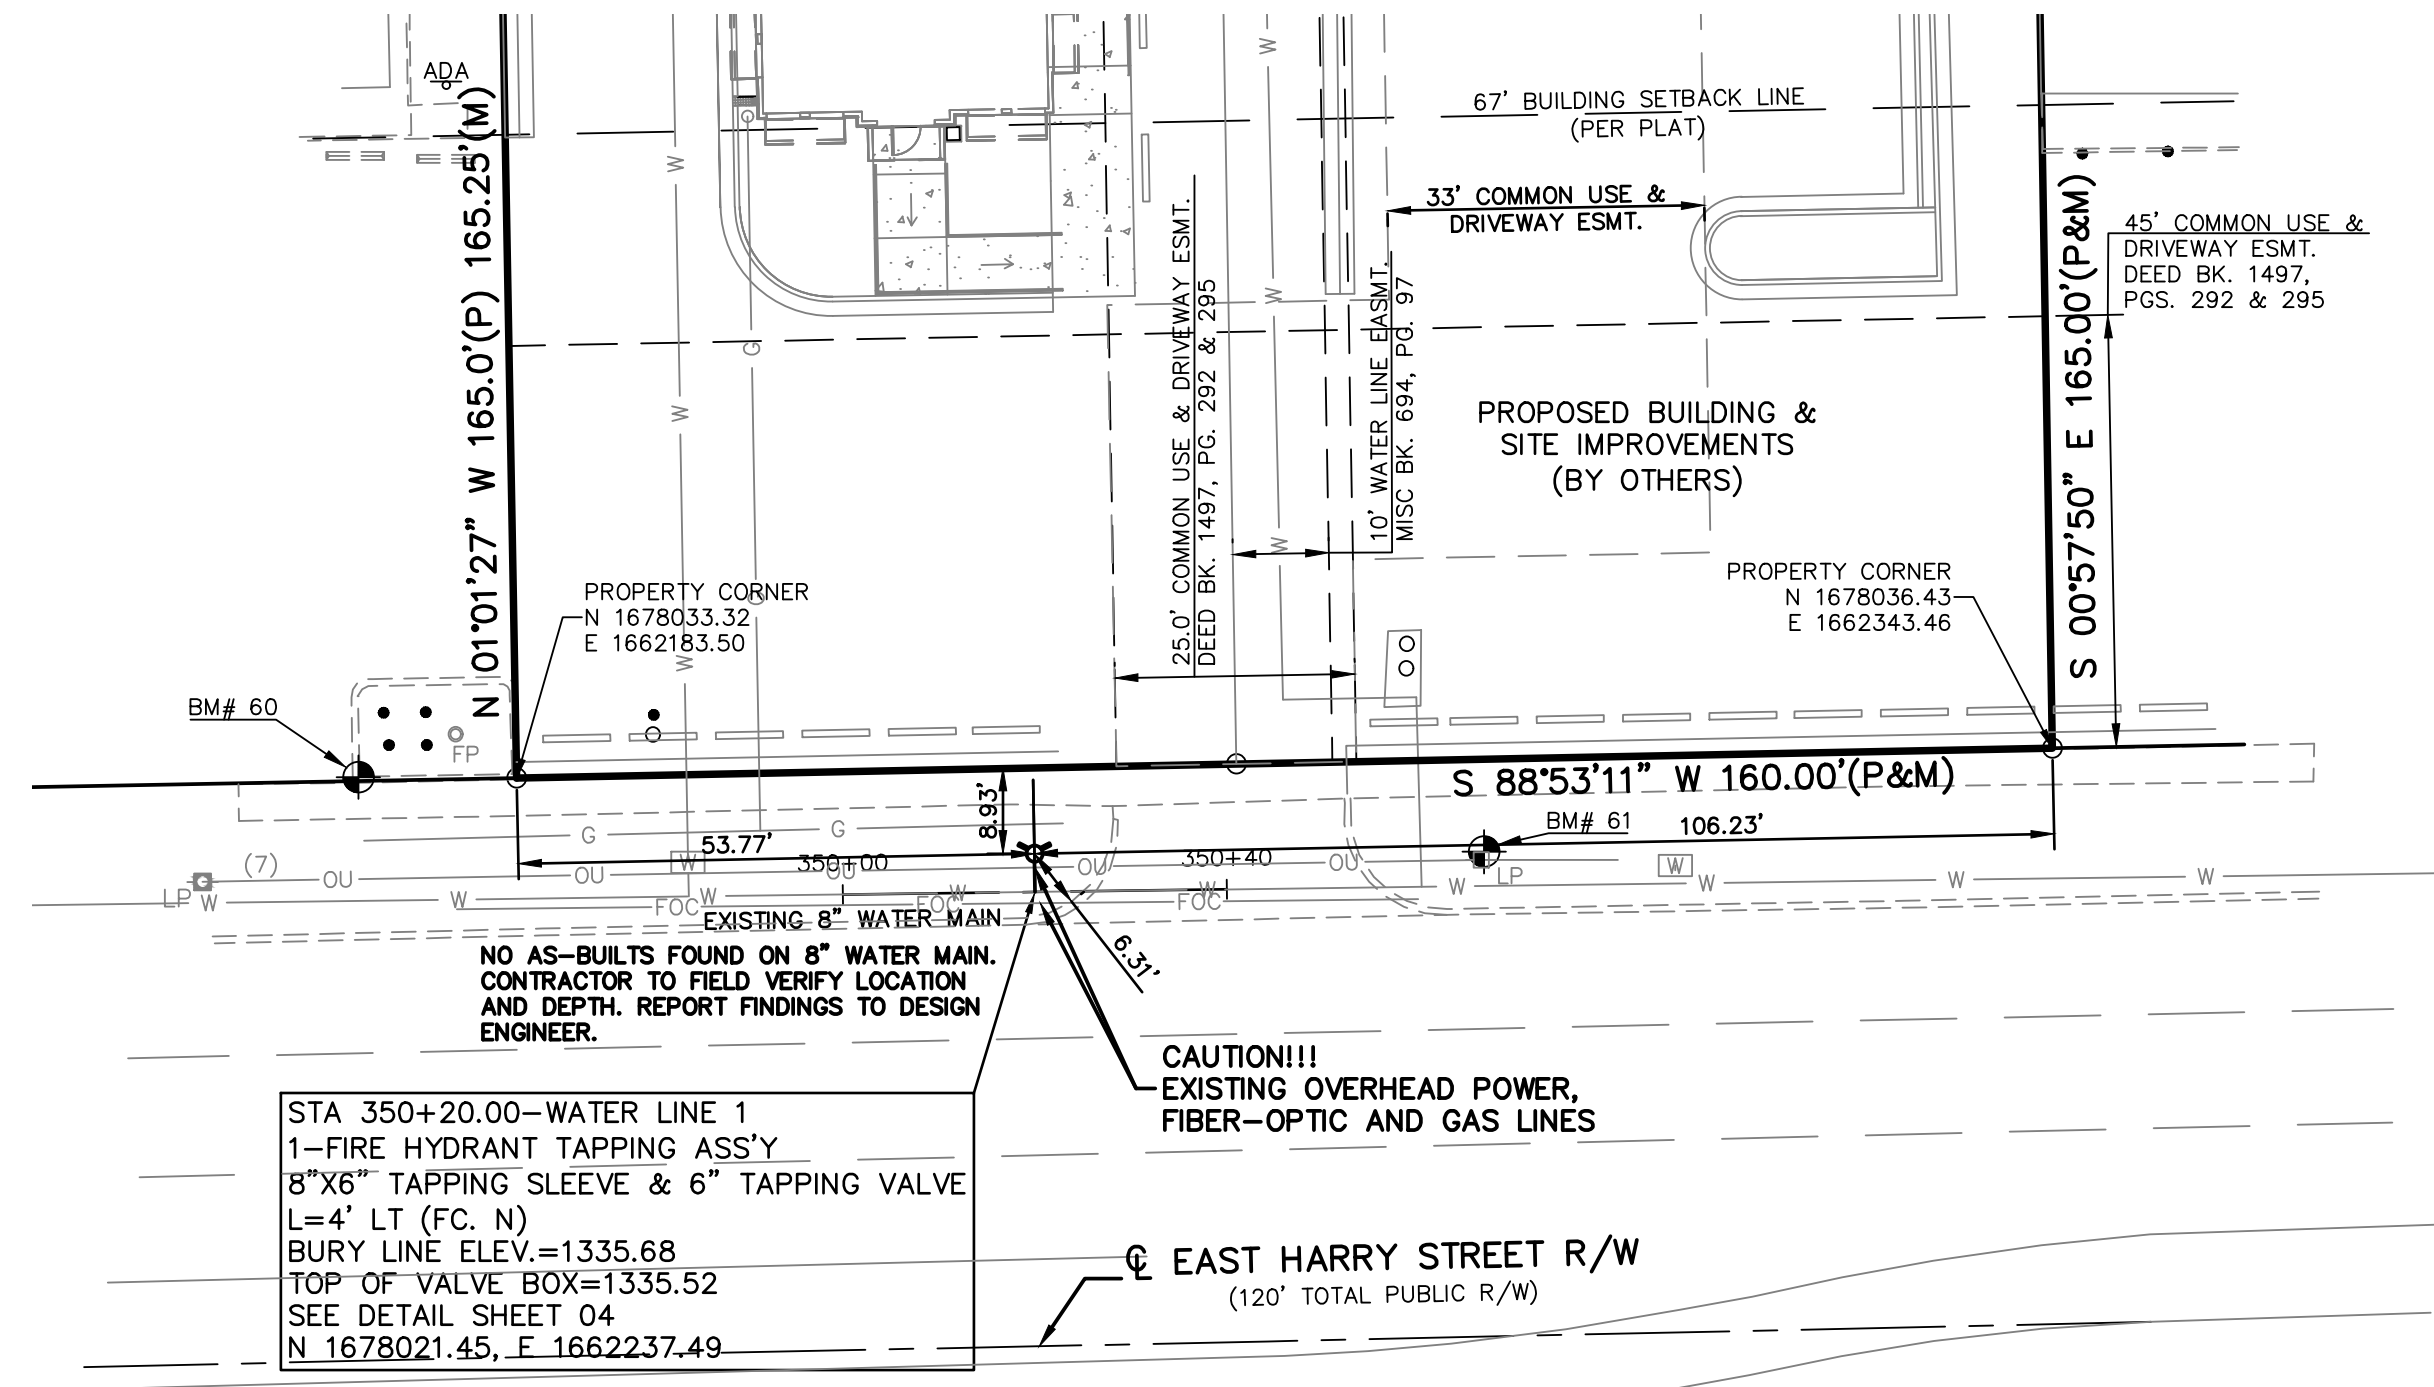 ADA
67' BUILDING SETBACK LINE
(PER PLAT)
33' COMMON USE &
DRIVEWAY ESMT.
45' COMMON USE &
DRIVEWAY ESMT.
DEED BK. 1497,
PGS. 292 & 295
N 01°01'27" W 165.0'(P) 165.25'(M)
25.0' COMMON USE & DRIVEWAY ESMT.
DEED BK. 1497, PG. 292 & 295
10' WATER LINE EASMT.
MISC BK. 694, PG. 97
S 00°57'50" E 165.00'(P&M)
W
W
W
W
W
W
W
G
G
PROPOSED BUILDING &
SITE IMPROVEMENTS
(BY OTHERS)
PROPERTY CORNER
N 1678033.32
E 1662183.50
PROPERTY CORNER
N 1678036.43
E 1662343.46
BM# 60
FP
S 88°53'11" W 160.00'(P&M)
8.93'
G
G
53.77'
BM# 61
106.23'
350+00
350+40
(7)
W
W
OU
OU
OU
OU
OU
LP
LP
W
W
W
W
W
W
W
W
W
FOC
FOC
FOC
EXISTING 8" WATER MAIN
6.31'
NO AS-BUILTS FOUND ON 8" WATER MAIN.
CONTRACTOR TO FIELD VERIFY LOCATION
AND DEPTH. REPORT FINDINGS TO DESIGN
ENGINEER.
CAUTION!!!
EXISTING OVERHEAD POWER,
FIBER-OPTIC AND GAS LINES
STA 350+20.00-WATER LINE 1
1-FIRE HYDRANT TAPPING ASS'Y
8"X6" TAPPING SLEEVE & 6" TAPPING VALVE
L=4' LT (FC. N)
BURY LINE ELEV.=1335.68
TOP OF VALVE BOX=1335.52
SEE DETAIL SHEET 04
N 1678021.45, E 1662237.49
℄ EAST HARRY STREET R/W
(120' TOTAL PUBLIC R/W)